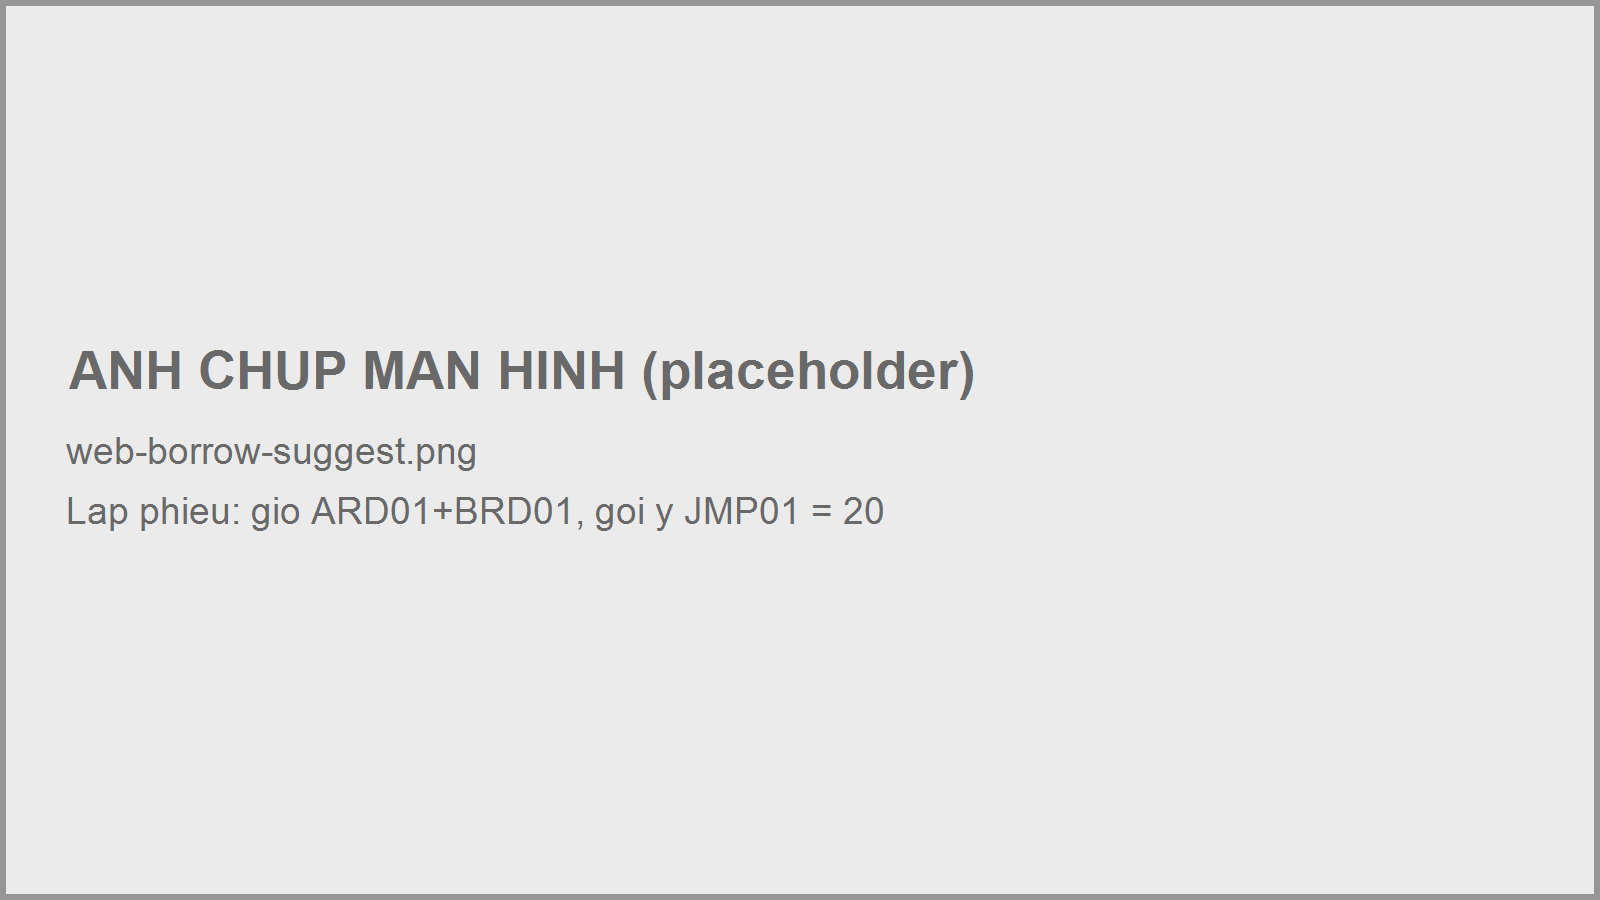 ANH CHUP MAN HINH (placeholder)
web-borrow-suggest.png
Lap phieu: gio ARD01+BRD01, goi y JMP01 = 20